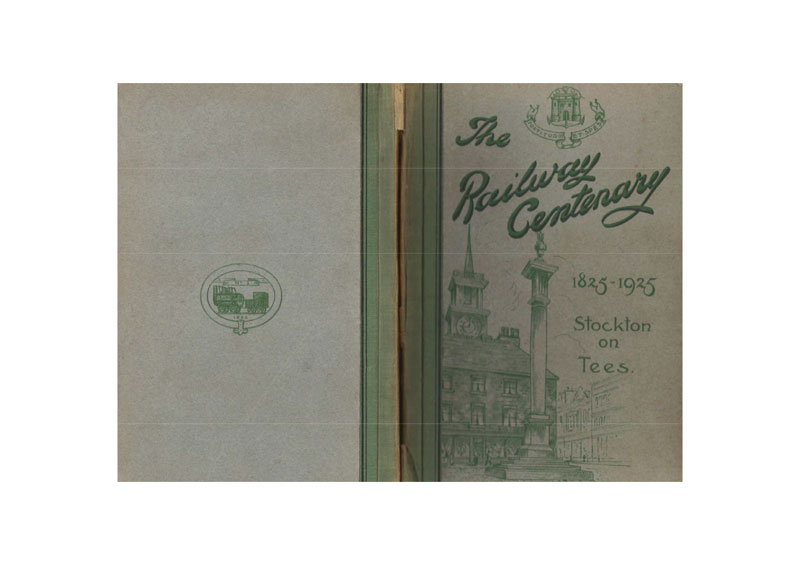 The
Railway
Centenary
1825-1925
Stockton
on
Tees.